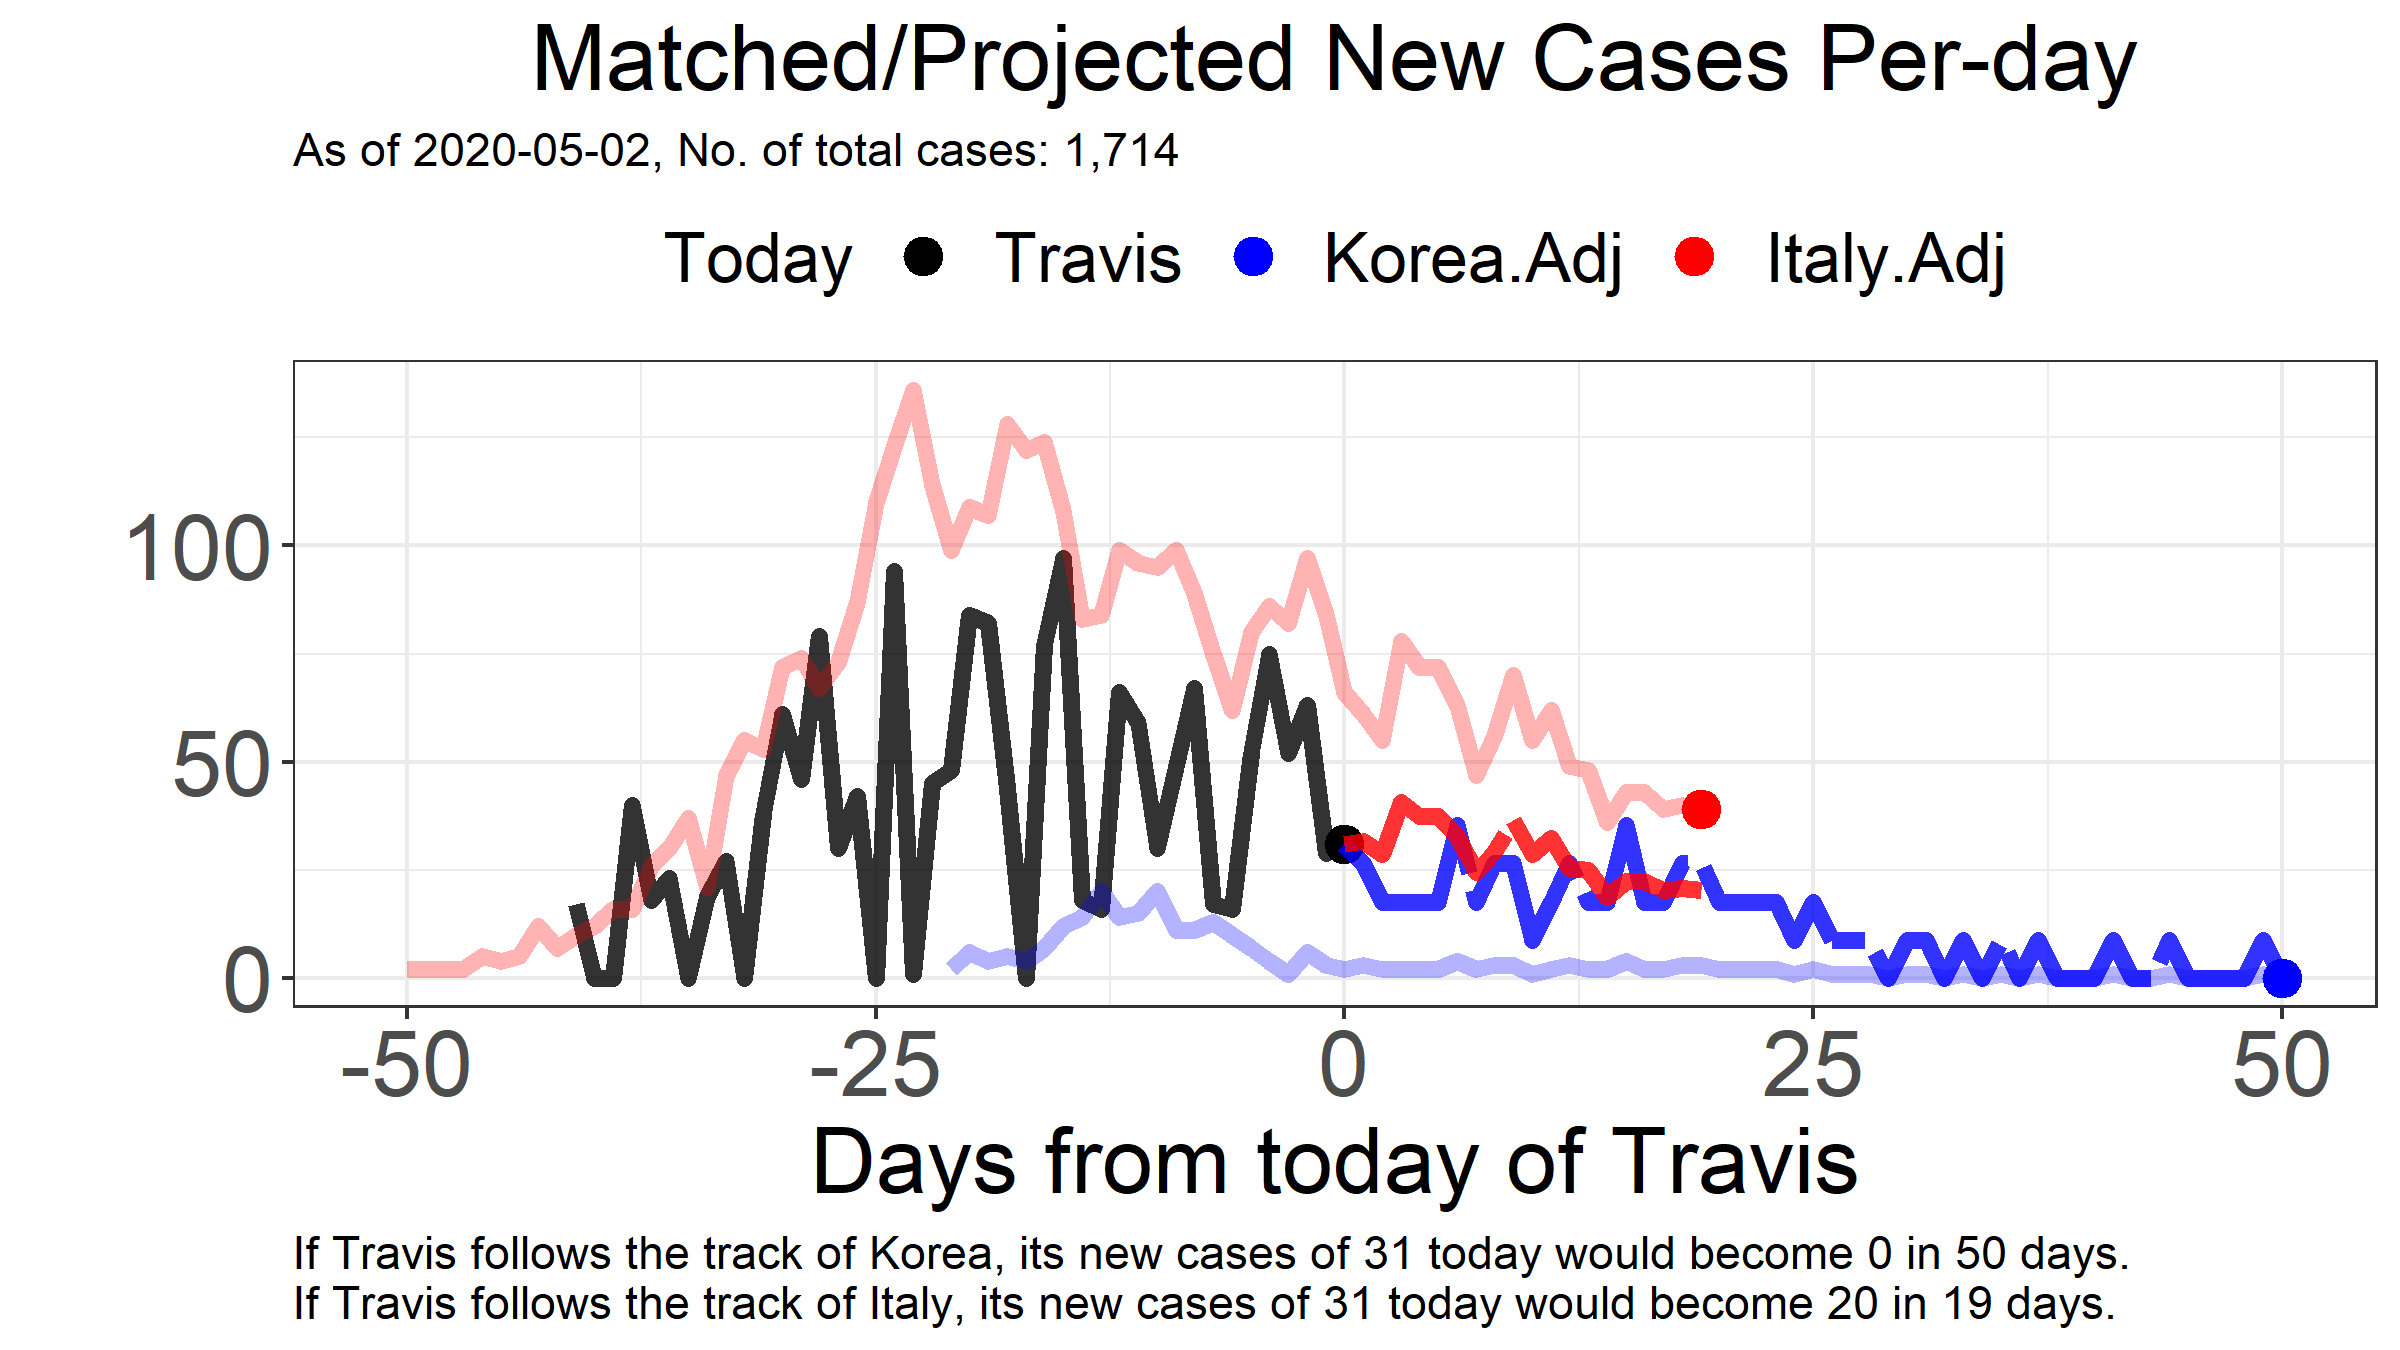 Matched/Projected New Cases Per-day
As of 2020-05-02, No. of total cases: 1,714
Today Travis Korea.Adj Italy.Adj
100
50
0
-50 -25 0 25 50
Days from today of Travis
If Travis follows the track of Korea, its new cases of 31 today would become 0 in 50 days.
If Travis follows the track of Italy, its new cases of 31 today would become 20 in 19 days.